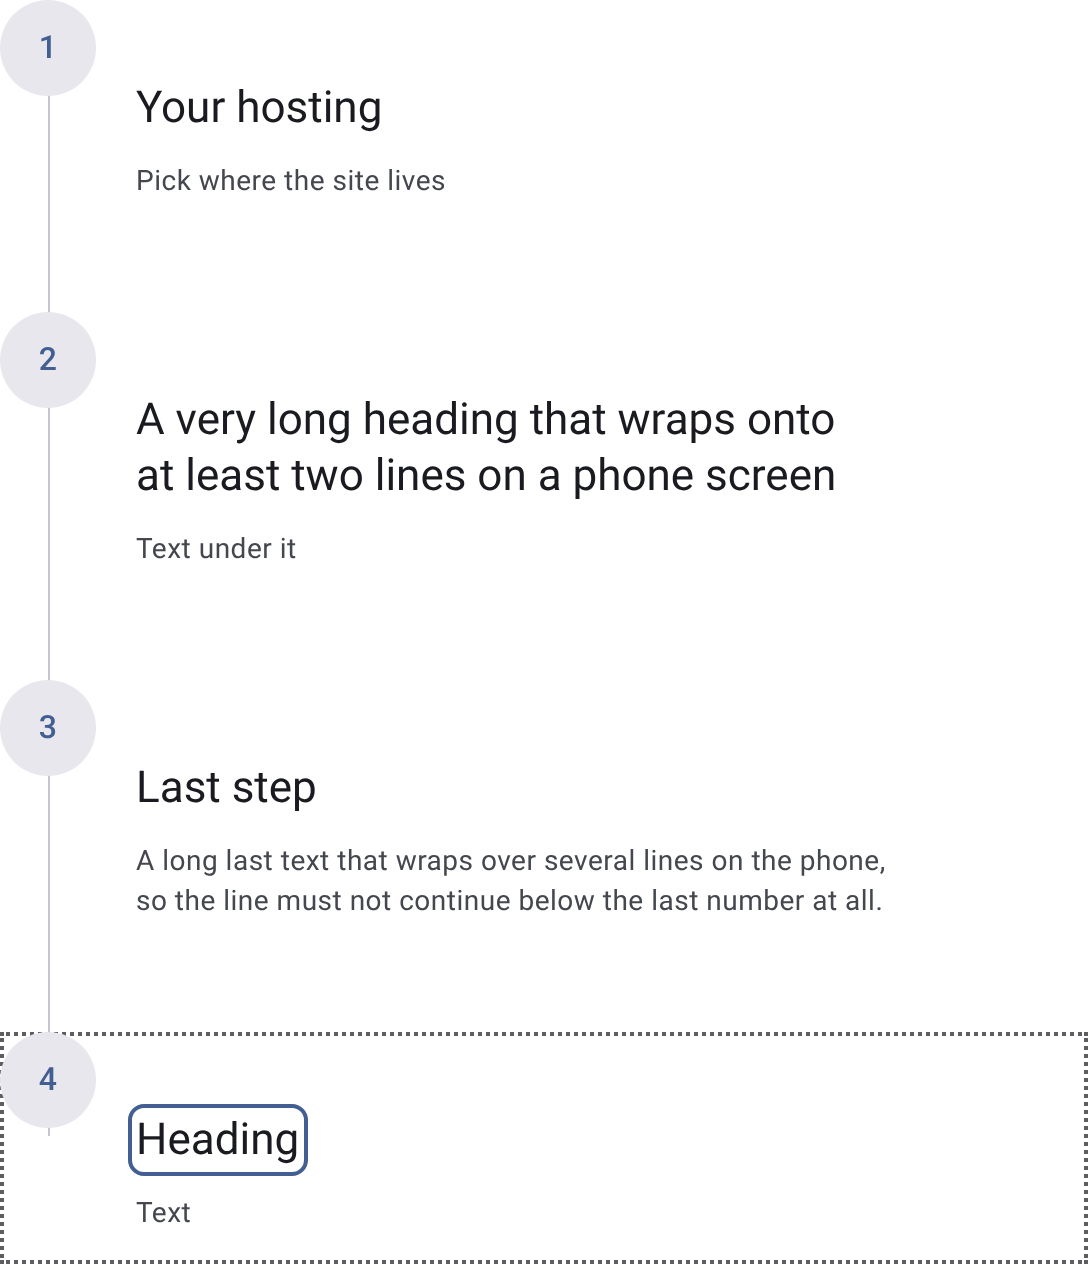 1
Your hosting
Pick where the site lives
2
A very long heading that wraps onto
at least two lines on a phone screen
Text under it
3
Last step
A long last text that wraps over several lines on the phone,
so the line must not continue below the last number at all.
4
Heading
Text